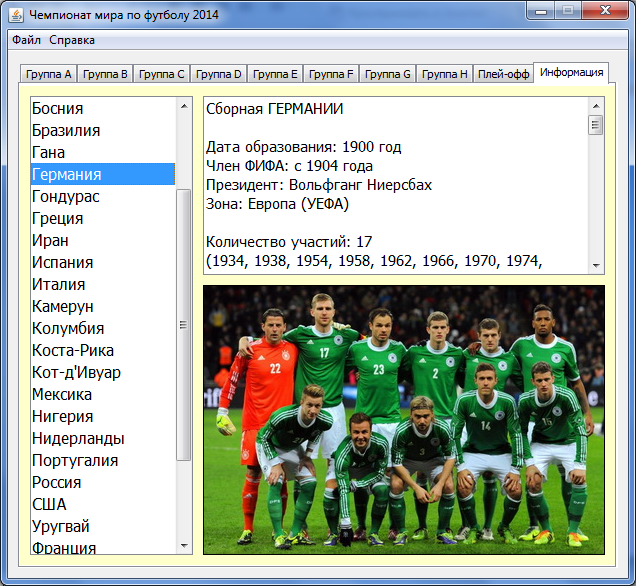 Чемпионат мира по футболу 2014
Файл Справка
Группа A Группа B Группа C Группа D Группа E Группа F Группа G Группа H Плей-офф Информация
Босния
Бразилия
Гана
Германия
Гондурас
Греция
Иран
Испания
Италия
Камерун
Колумбия
Коста-Рика
Кот-д'Ивуар
Мексика
Нигерия
Нидерланды
Португалия
Россия
США
Уругвай
Франция
Сборная ГЕРМАНИИ
Дата образования: 1900 год
Член ФИФА: с 1904 года
Президент: Вольфганг Ниерсбах
Зона: Европа (УЕФА)
Количество участий: 17
(1934, 1938, 1954, 1958, 1962, 1966, 1970, 1974,
22
17
23
2
3
14
15